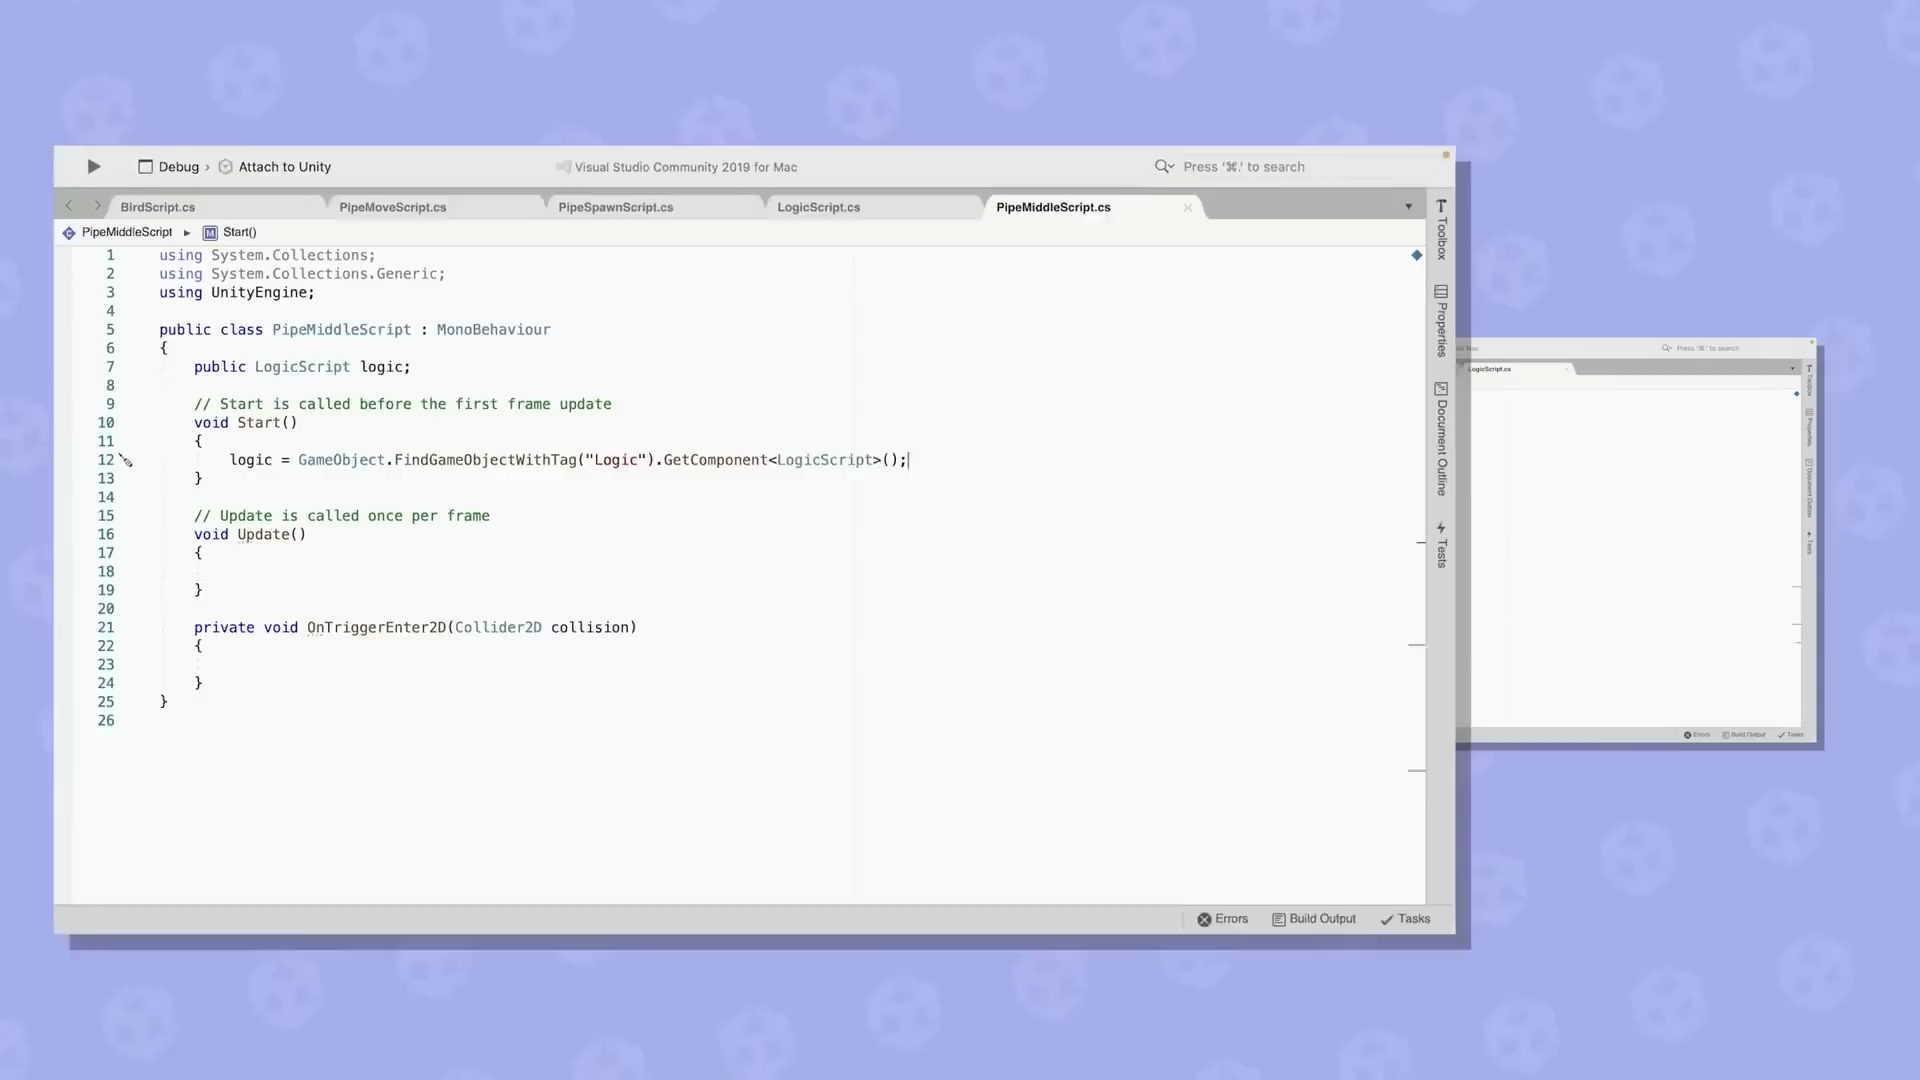 Debug › Attach to Unity
Visual Studio Community 2019 for Mac
Press '⌘.' to search
BirdScript.cs
PipeMoveScript.cs
PipeSpawnScript.cs
LogicScript.cs
PipeMiddleScript.cs
PipeMiddleScript ▸ M Start()
1 using System.Collections;
2 using System.Collections.Generic;
3 using UnityEngine;
4
5 public class PipeMiddleScript : MonoBehaviour
6 {
7 public LogicScript logic;
8
9 // Start is called before the first frame update
10 void Start()
11 {
12 logic = GameObject.FindGameObjectWithTag("Logic").GetComponent<LogicScript>();
13 }
14
15 // Update is called once per frame
16 void Update()
17 {
18
19 }
20
21 private void OnTriggerEnter2D(Collider2D collision)
22 {
23
24 }
25 }
26
Toolbox
Properties
Document Outline
Tests
Errors
Build Output
Tasks
Mac
Press '⌘.' to search
LogicScript.cs
Toolbox
Properties
Document Outline
Tests
Errors
Build Output
Tasks